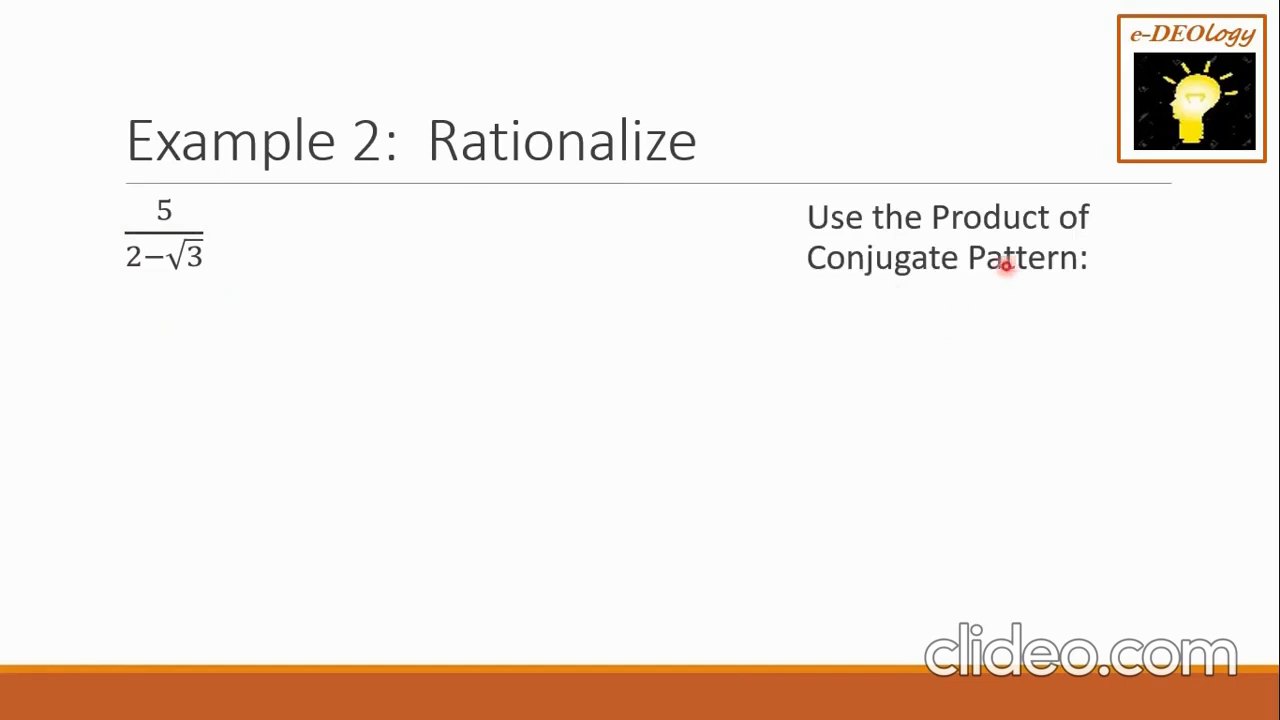 e-DEOlogy
Example 2: Rationalize
5
2−√3
Use the Product of
Conjugate Pattern:
clideo.com